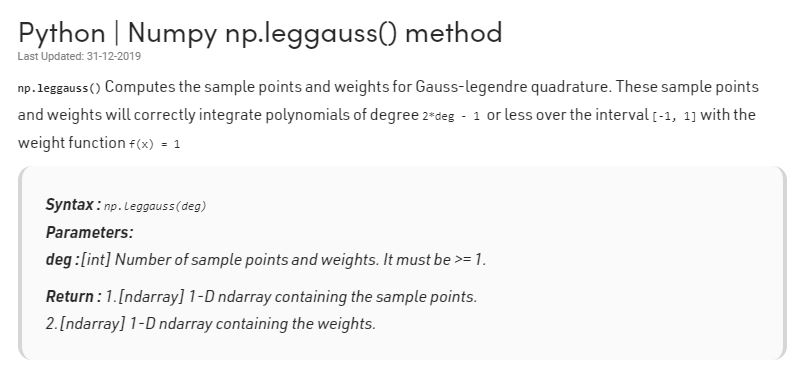 Python | Numpy np.leggauss() method
Last Updated: 31-12-2019
np.leggauss() Computes the sample points and weights for Gauss-legendre quadrature. These sample points
and weights will correctly integrate polynomials of degree 2*deg - 1 or less over the interval [-1, 1] with the
weight function f(x) = 1
Syntax : np.leggauss(deg)
Parameters:
deg :[int] Number of sample points and weights. It must be >= 1.
Return : 1.[ndarray] 1-D ndarray containing the sample points.
2.[ndarray] 1-D ndarray containing the weights.